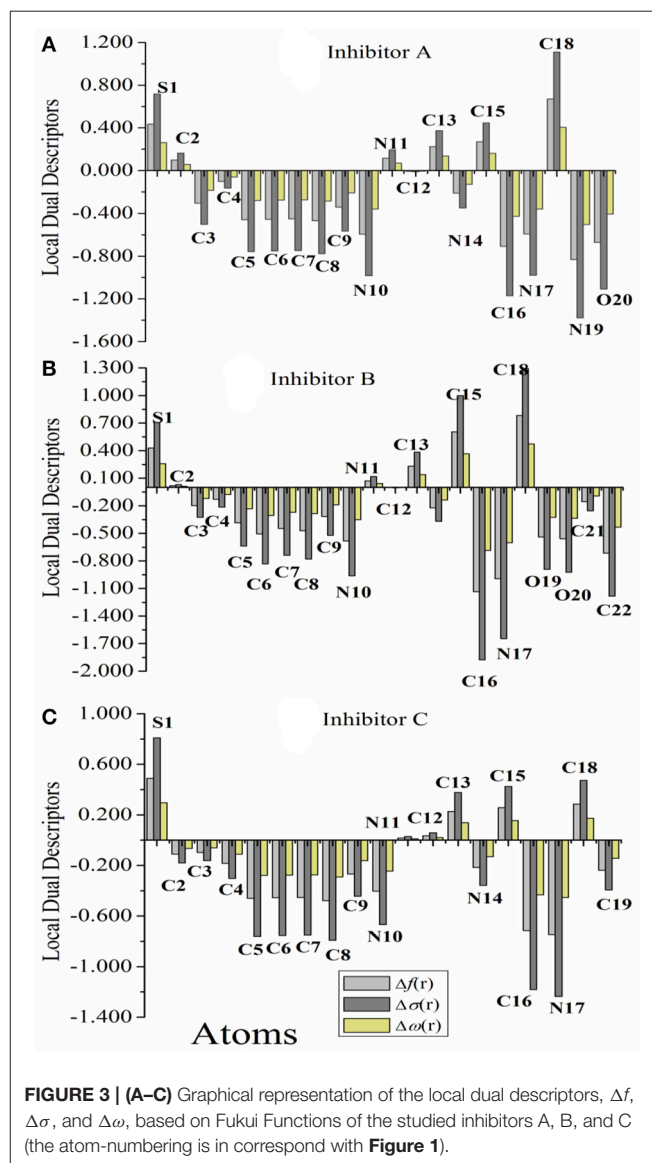 A
Inhibitor A
Local Dual Descriptors
1.200
0.800
0.400
0.000
-0.400
-0.800
-1.200
-1.600
S1
C2
C3
C4
C5
C6
C7
C8
C9
N10
N11
C12
C13
N14
C15
C16
N17
C18
N19
O20
B
Inhibitor B
Local Dual Descriptors
1.300
1.000
0.700
0.400
0.100
-0.200
-0.500
-0.800
-1.100
-1.400
-1.700
-2.000
S1
C2
C3
C4
C5
C6
C7
C8
C9
N10
N11
C12
C13
C15
C16
N17
C18
O19
O20
C21
C22
C
Inhibitor C
Local Dual Descriptors
1.000
0.600
0.200
-0.200
-0.600
-1.000
-1.400
S1
C2
C3
C4
C5
C6
C7
C8
C9
N10
N11
C12
C13
N14
C15
C16
N17
C18
C19
Δf(r)
Δσ(r)
Δω(r)
Atoms
FIGURE 3 | (A–C) Graphical representation of the local dual descriptors, Δf,
Δσ, and Δω, based on Fukui Functions of the studied inhibitors A, B, and C
(the atom-numbering is in correspond with Figure 1).